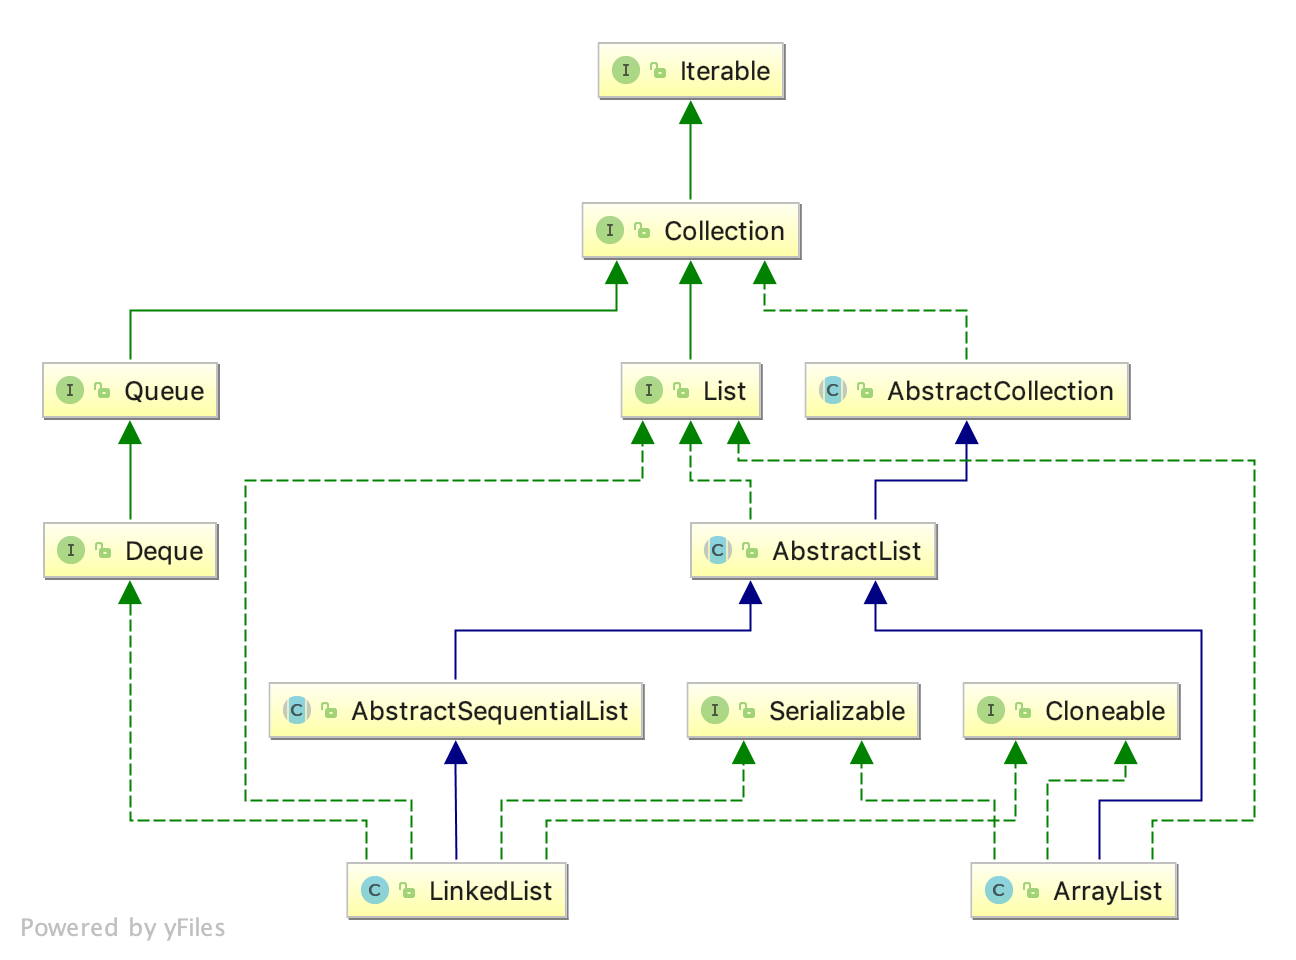 I Iterable
I Collection
I Queue
I List
C AbstractCollection
I Deque
C AbstractList
C AbstractSequentialList
I Serializable
I Cloneable
C LinkedList
C ArrayList
Powered by yFiles